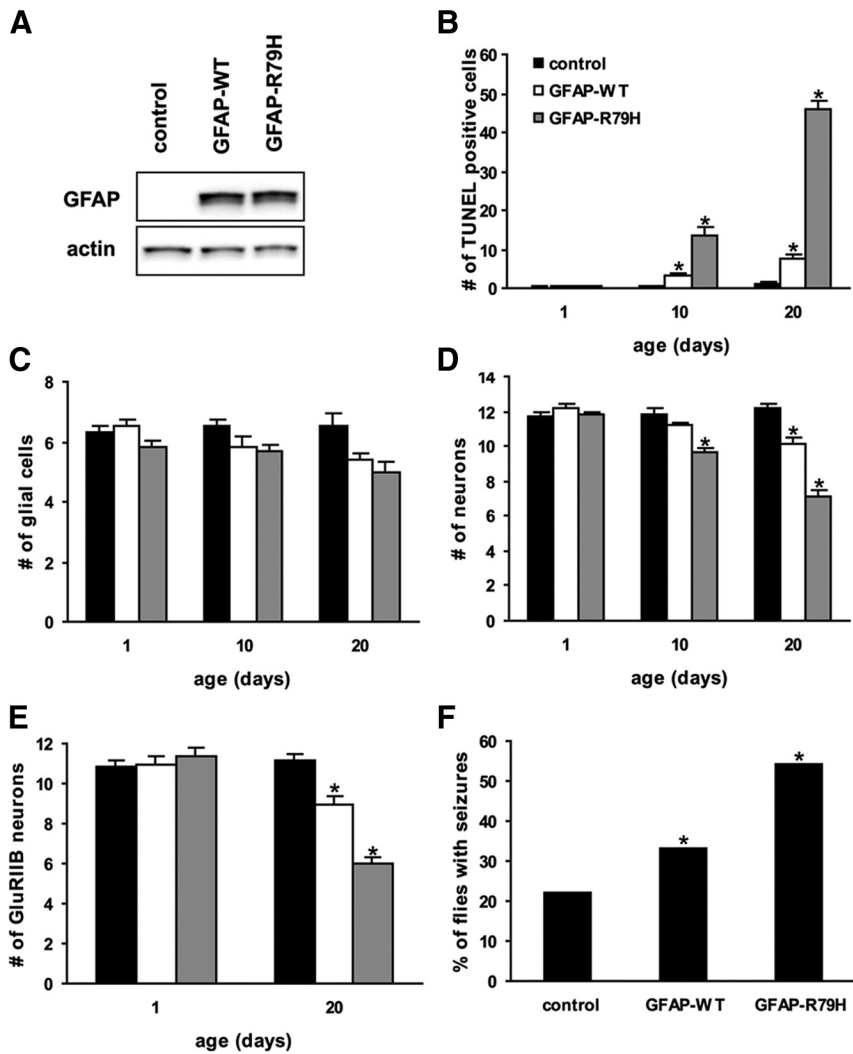 A
control
GFAP-WT
GFAP-R79H
GFAP
actin
B
# of TUNEL positive cells
60
50
40
30
20
10
0
control
GFAP-WT
GFAP-R79H
*
*
*
*
1
10
20
age (days)
C
# of glial cells
8
6
4
2
0
1
10
20
age (days)
D
# of neurons
14
12
10
8
6
4
2
0
*
*
*
1
10
20
age (days)
E
# of GluRIIB neurons
12
10
8
6
4
2
0
*
*
1
20
age (days)
F
% of flies with seizures
60
50
40
30
20
10
0
*
*
control
GFAP-WT
GFAP-R79H